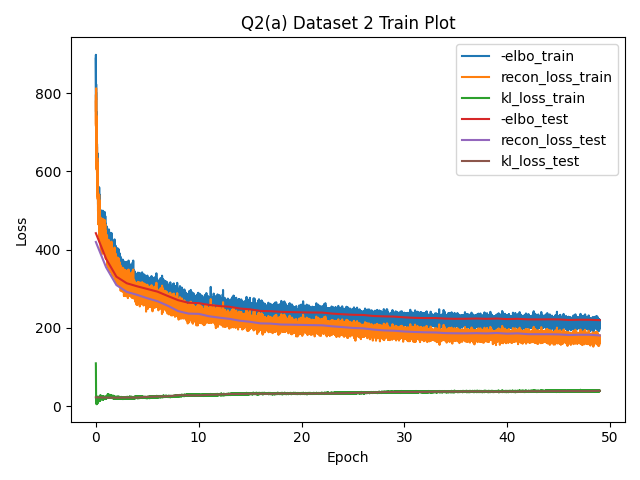 Q2(a) Dataset 2 Train Plot
-elbo_train
recon_loss_train
kl_loss_train
-elbo_test
recon_loss_test
kl_loss_test
Loss
800
600
400
200
0
0 10 20 30 40 50
Epoch